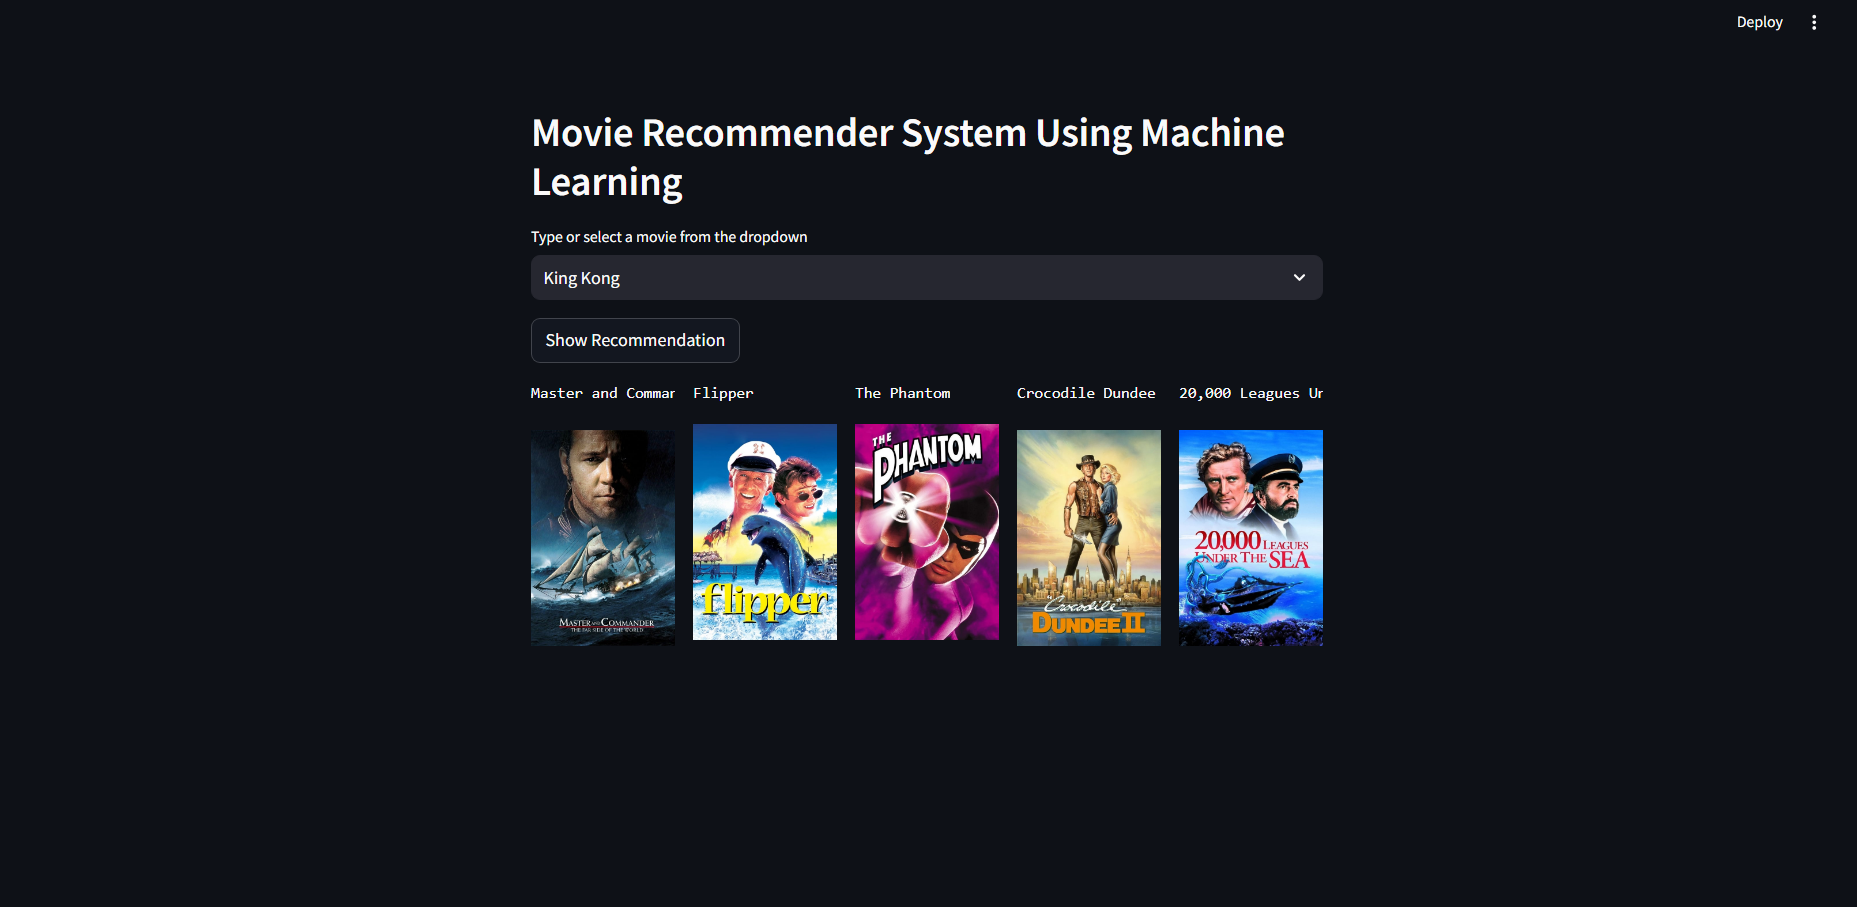 Deploy
Movie Recommender System Using Machine
Learning
Type or select a movie from the dropdown
King Kong
Show Recommendation
Master and Commar
Flipper
The Phantom
Crocodile Dundee
20,000 Leagues Ur
MASTER AND COMMANDER
THE FAR SIDE OF THE WORLD
flipper
THE
PHANTOM
"Crocodile"
DUNDEE II
20,000 LEAGUES
UNDER THE SEA